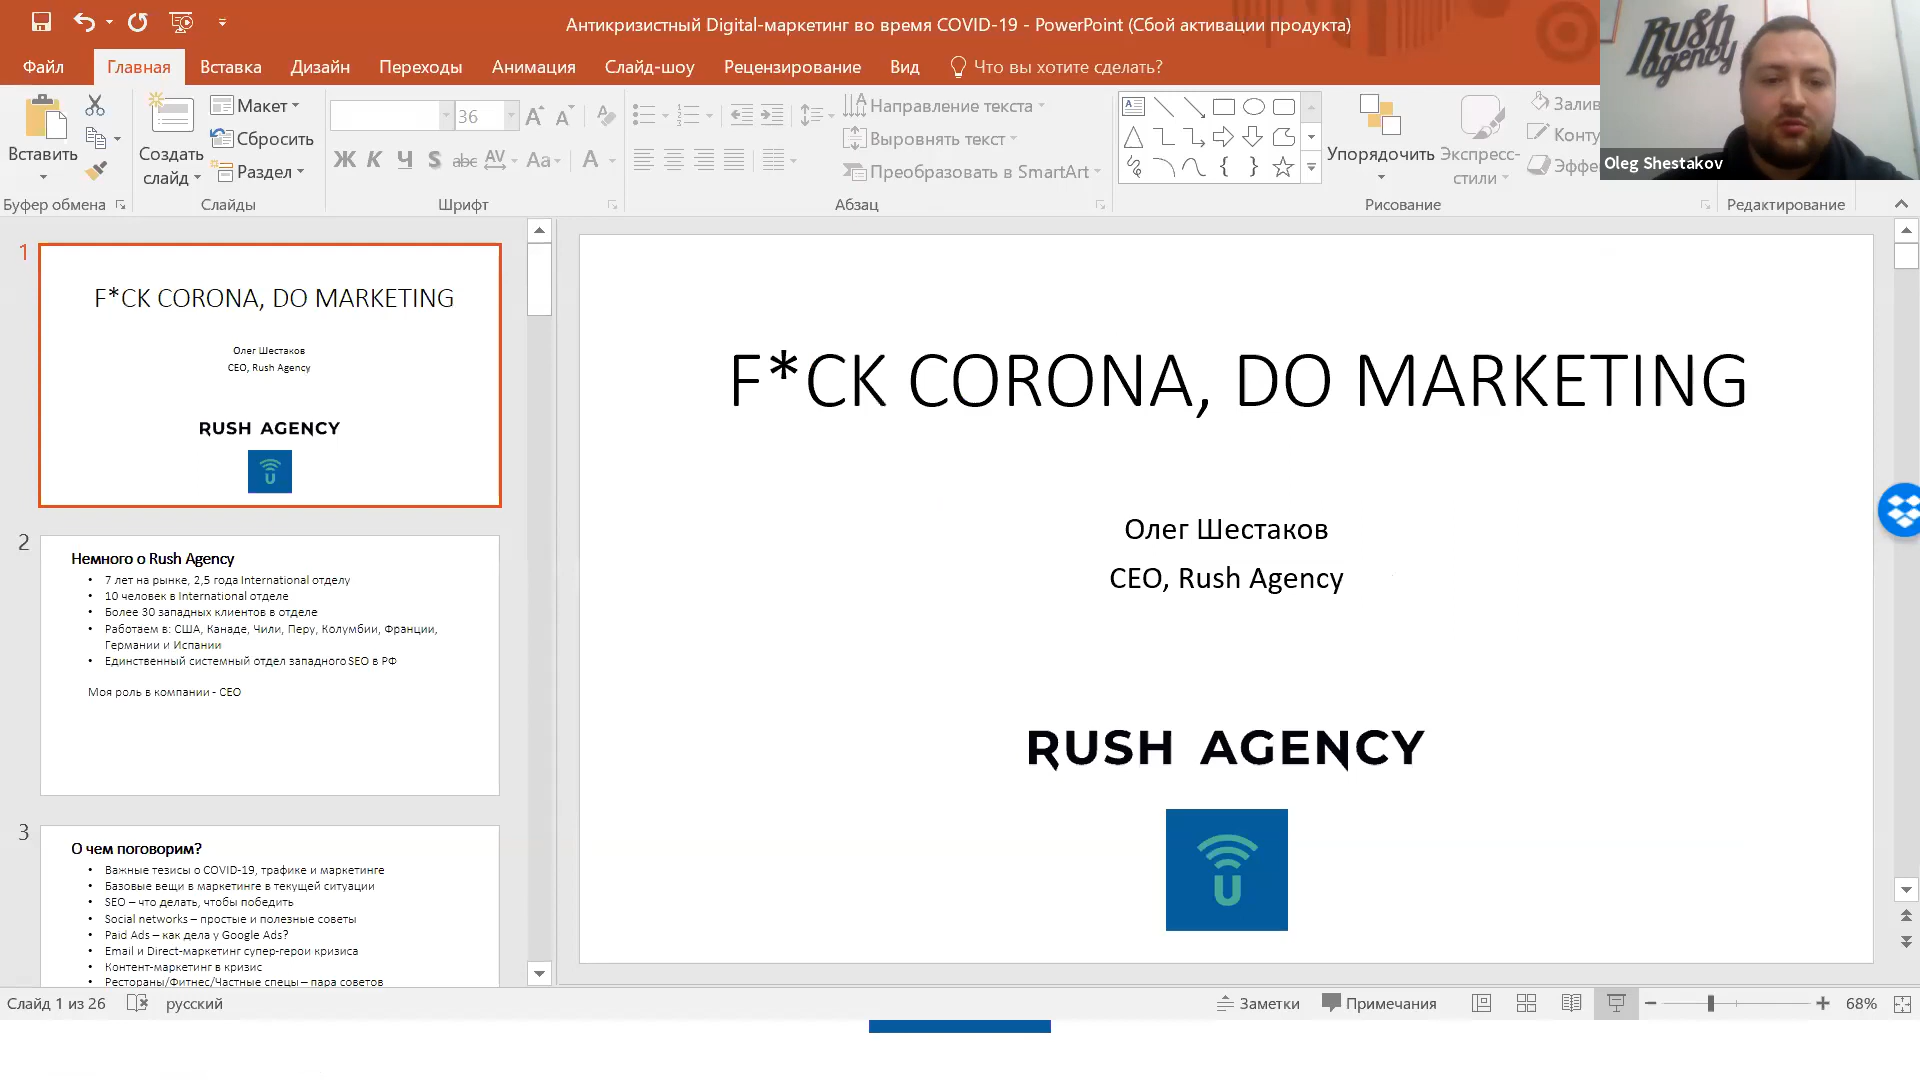 Антикризистный Digital-маркетинг во время COVID-19 - PowerPoint (Сбой активации продукта)
Rush Agency
Oleg Shestakov
Файл Главная Вставка Дизайн Переходы Анимация Слайд-шоу Рецензирование Вид Что вы хотите сделать?
Вставить
Создать слайд
Макет
Сбросить
Раздел
36
Ж К Ч S abc AV Aa A
Направление текста
Выровнять текст
Преобразовать в SmartArt
Упорядочить
Экспресс-стили
Залив
Конту
Эффе
Буфер обмена Слайды Шрифт Абзац Рисование Редактирование
1
F*CK CORONA, DO MARKETING
Олег Шестаков
CEO, Rush Agency
RUSH AGENCY
U
2
Немного о Rush Agency
• 7 лет на рынке, 2,5 года International отделу
• 10 человек в International отделе
• Более 30 западных клиентов в отделе
• Работаем в: США, Канаде, Чили, Перу, Колумбии, Франции,
Германии и Испании
• Единственный системный отдел западного SEO в РФ
Моя роль в компании - CEO
3
О чем поговорим?
• Важные тезисы о COVID-19, трафике и маркетинге
• Базовые вещи в маркетинге в текущей ситуации
• SEO – что делать, чтобы победить
• Social networks – простые и полезные советы
• Paid Ads – как дела у Google Ads?
• Email и Direct-маркетинг супер-герои кризиса
• Контент-маркетинг в кризис
• Рестораны/Фитнес/Частные спецы – пара советов
F*CK CORONA, DO MARKETING
Олег Шестаков
CEO, Rush Agency
RUSH AGENCY
U
Слайд 1 из 26 русский Заметки Примечания 68%